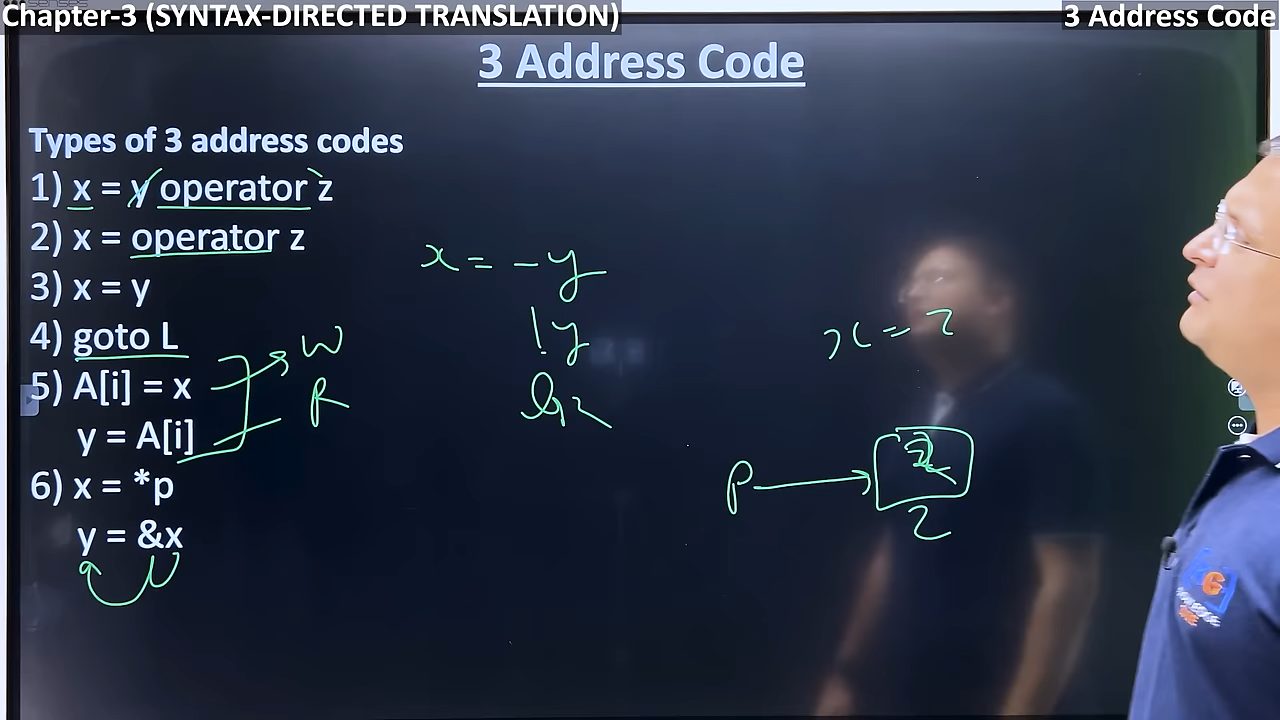 Chapter-3 (SYNTAX-DIRECTED TRANSLATION)
3 Address Code
3 Address Code
Types of 3 address codes
1) x = y operator z
2) x = operator z
3) x = y
4) goto L
5) A[i] = x
y = A[i]
6) x = *p
y = &x
W
R
x = -y
!y
x = z
p
z
G